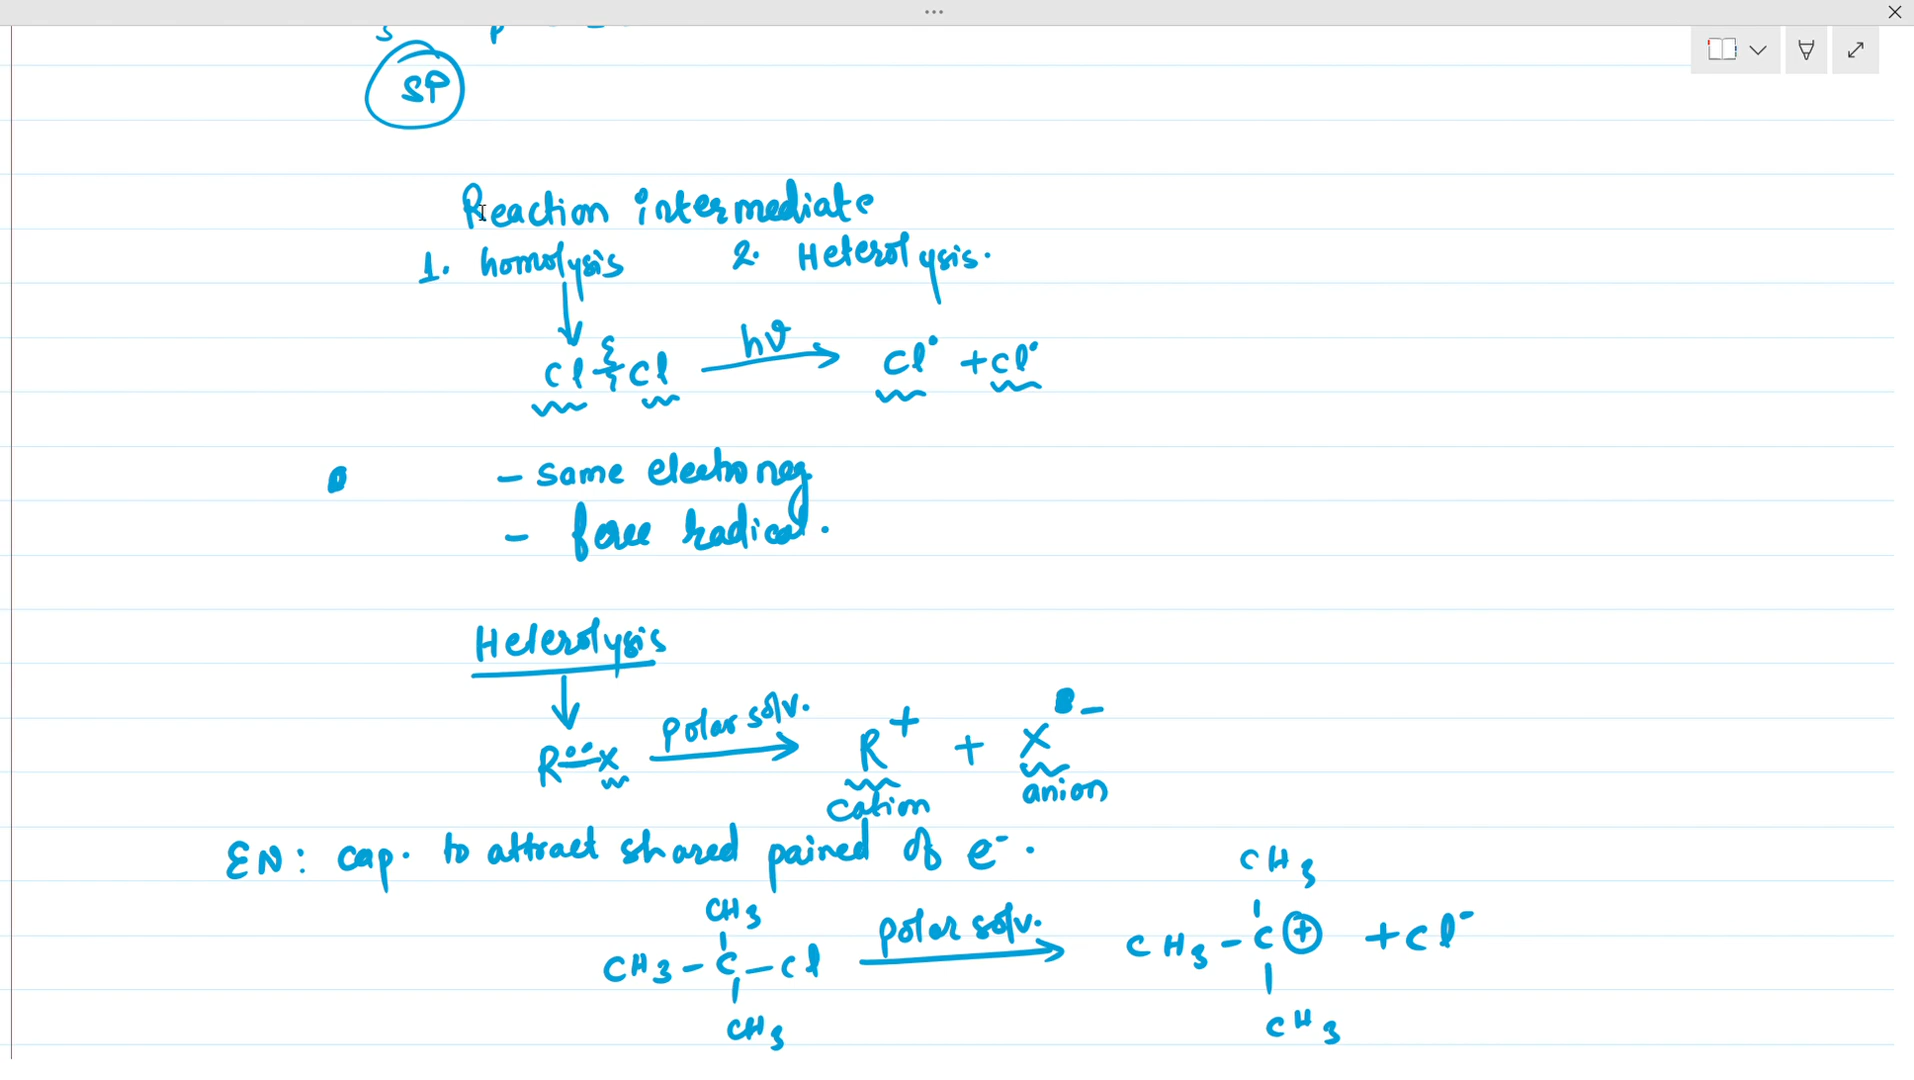 SP
Reaction intermediate
1. homolysis 2. Heterolysis.
Cl - Cl hν → Cl• + Cl•
- same electroneg
- free radical.
Heterolysis
R — X polar solv. → R+ + X-
cation anion
EN: cap. to attract shared pained of e-.
CH3 CH3
CH3 - C - Cl polar solv. → CH3 - C + + Cl-
CH3 CH3